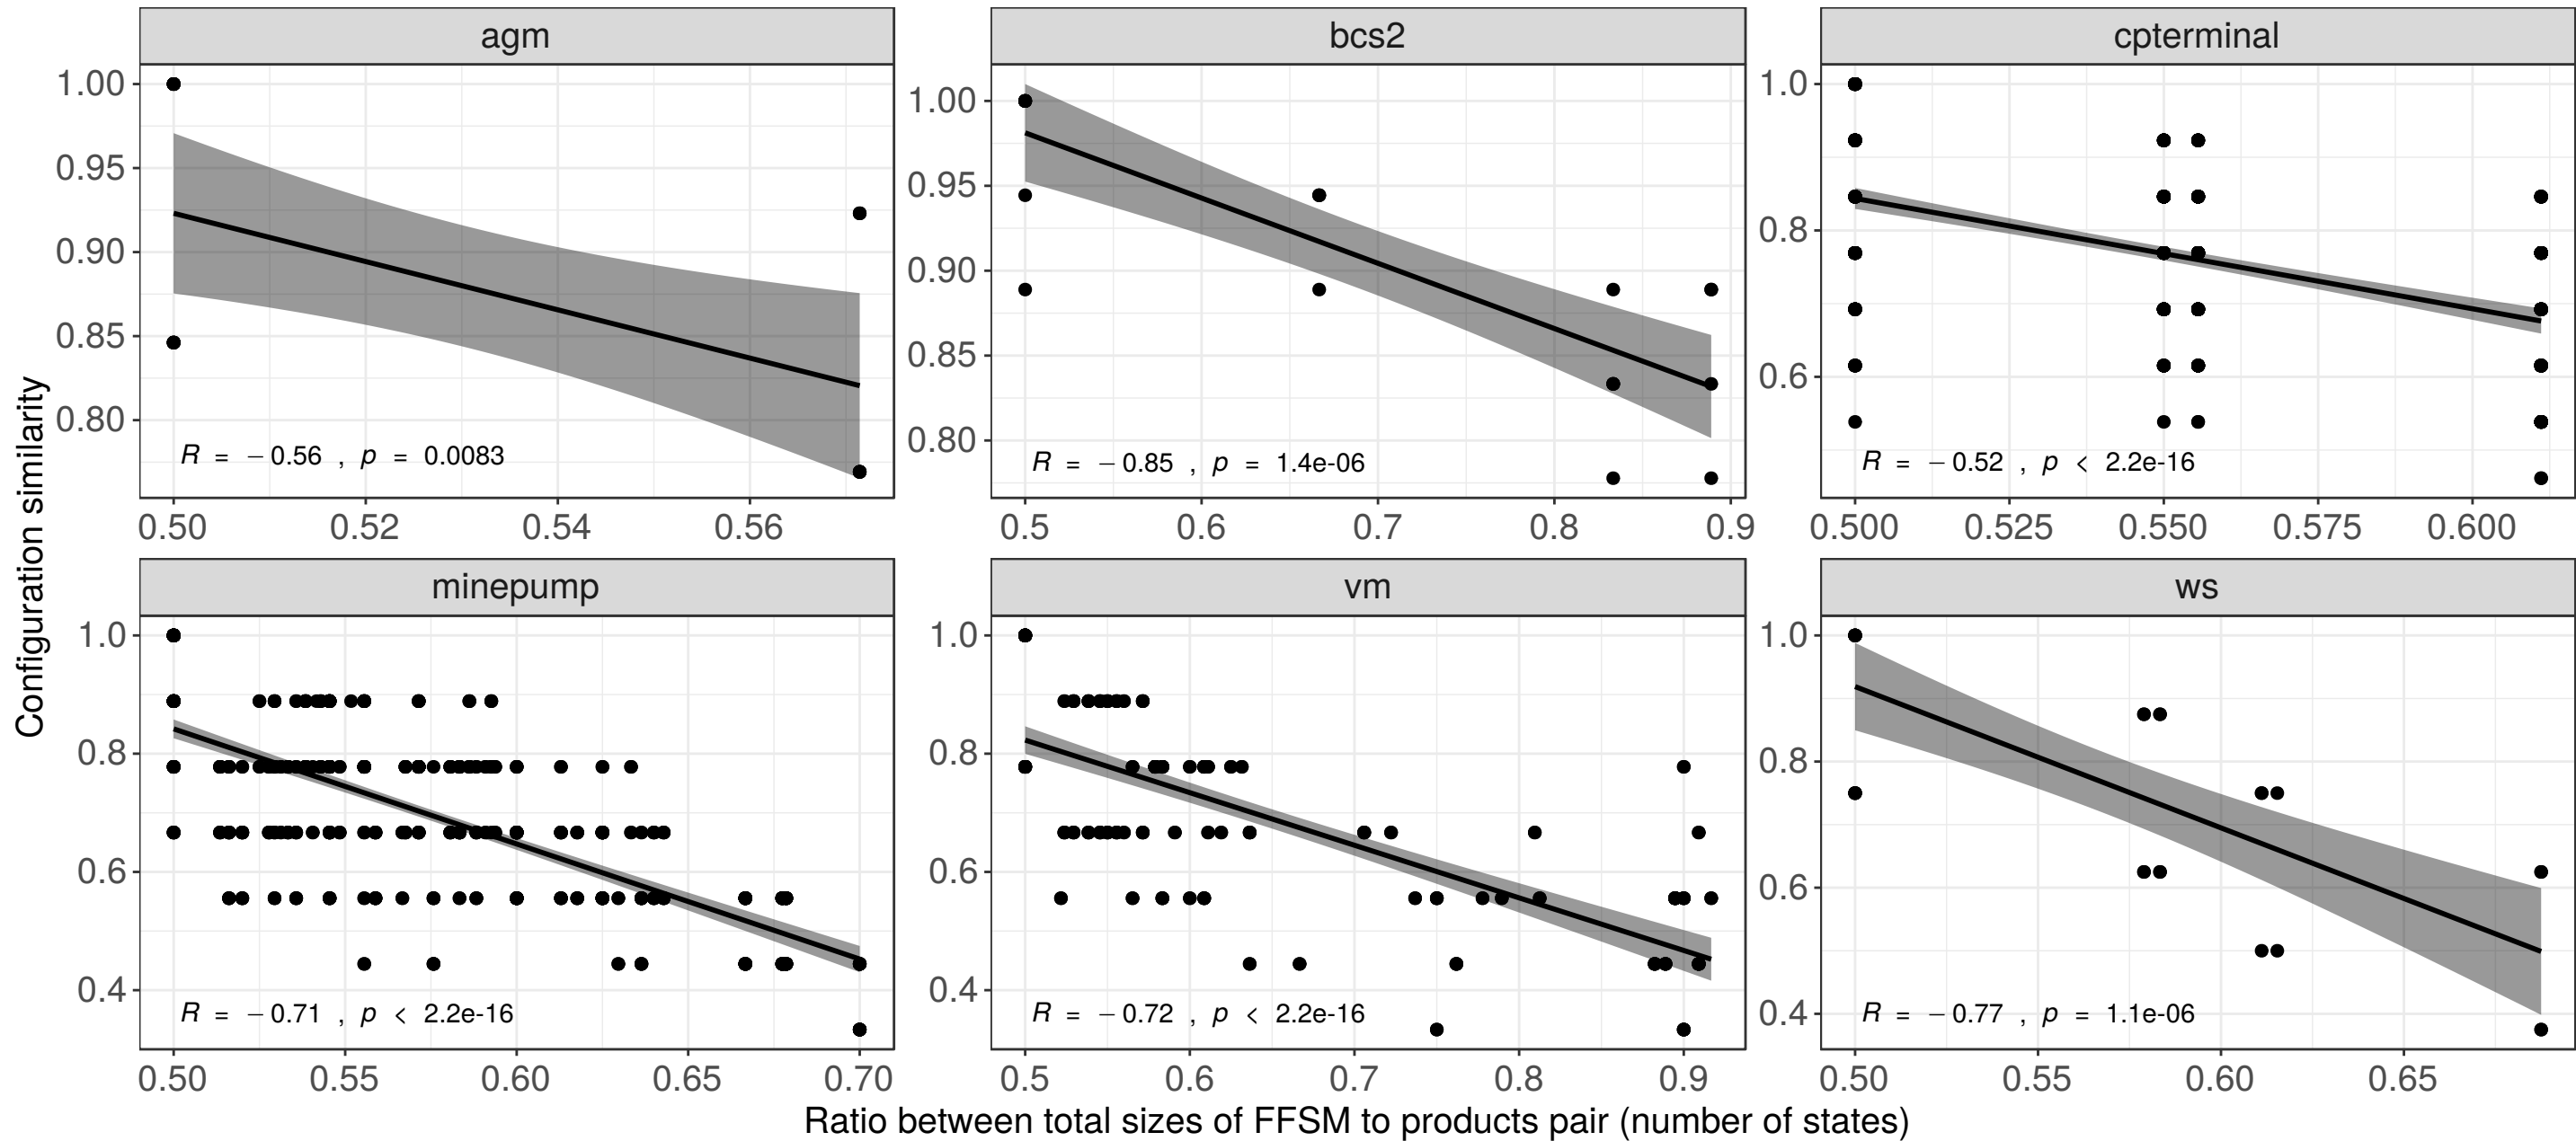 agm
bcs2
cpterminal
1.00
0.95
0.90
0.85
0.80
R = −0.56 , p = 0.0083
0.50 0.52 0.54 0.56
1.00
0.95
0.90
0.85
0.80
R = −0.85 , p = 1.4e-06
0.5 0.6 0.7 0.8 0.9
1.0
0.8
0.6
R = −0.52 , p < 2.2e-16
0.500 0.525 0.550 0.575 0.600
Configuration similarity
minepump
vm
ws
1.0
0.8
0.6
0.4
R = −0.71 , p < 2.2e-16
0.50 0.55 0.60 0.65 0.70
1.0
0.8
0.6
0.4
R = −0.72 , p < 2.2e-16
0.5 0.6 0.7 0.8 0.9
1.0
0.8
0.6
0.4
R = −0.77 , p = 1.1e-06
0.50 0.55 0.60 0.65
Ratio between total sizes of FFSM to products pair (number of states)